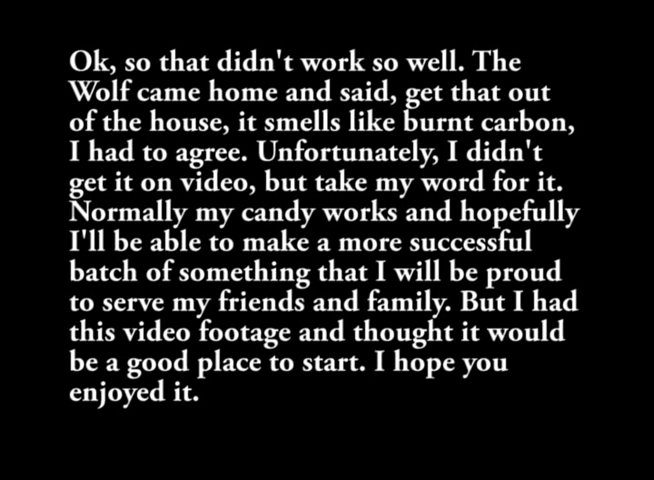 Ok, so that didn't work so well. The
Wolf came home and said, get that out
of the house, it smells like burnt carbon,
I had to agree. Unfortunately, I didn't
get it on video, but take my word for it.
Normally my candy works and hopefully
I'll be able to make a more successful
batch of something that I will be proud
to serve my friends and family. But I had
this video footage and thought it would
be a good place to start. I hope you
enjoyed it.